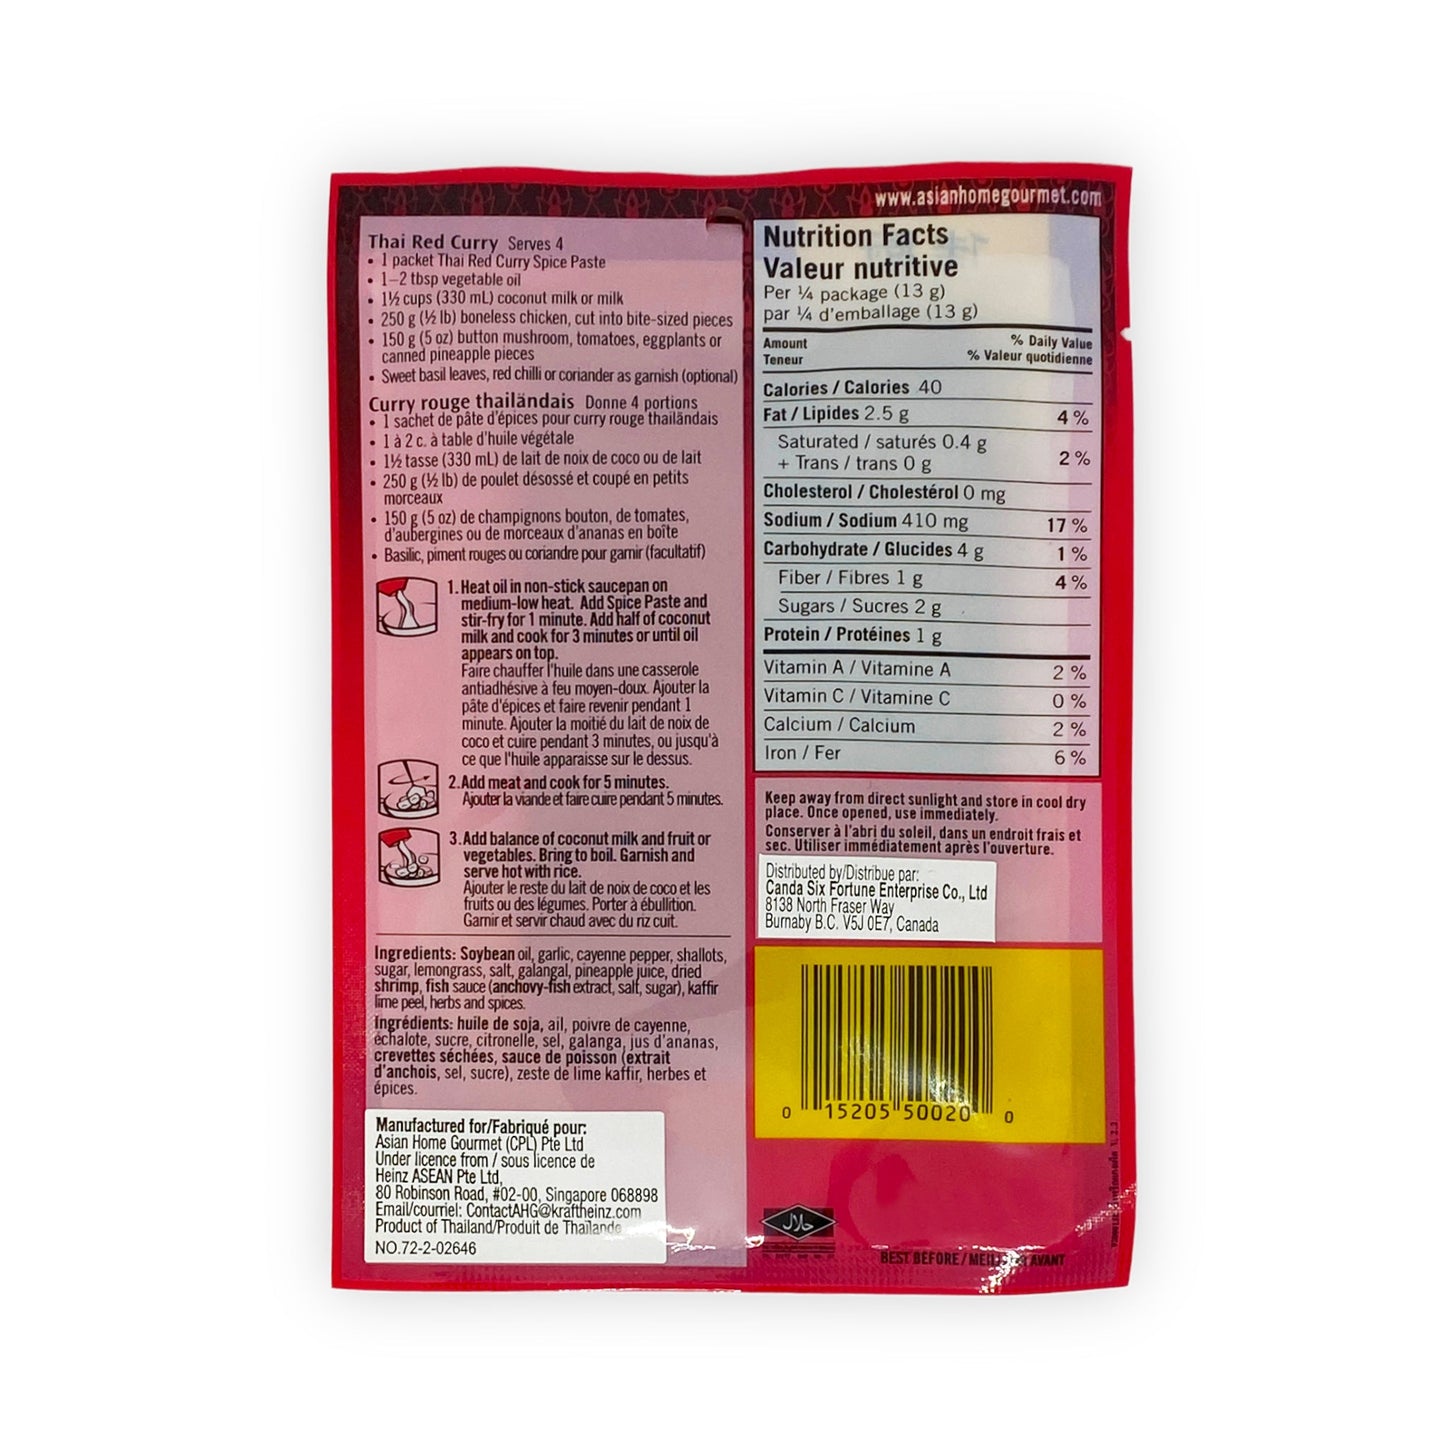 www.asianhomegourmet.com
Thai Red Curry Serves 4
• 1 packet Thai Red Curry Spice Paste
• 1–2 tbsp vegetable oil
• 1½ cups (330 mL) coconut milk or milk
• 250 g (½ lb) boneless chicken, cut into bite-sized pieces
• 150 g (5 oz) button mushroom, tomatoes, eggplants or
canned pineapple pieces
• Sweet basil leaves, red chilli or coriander as garnish (optional)
Curry rouge thaïlandais Donne 4 portions
• 1 sachet de pâte d'épices pour curry rouge thaïlandais
• 1 à 2 c. à table d'huile végétale
• 1½ tasse (330 mL) de lait de noix de coco ou de lait
• 250 g (½ lb) de poulet désossé et coupé en petits
morceaux
• 150 g (5 oz) de champignons bouton, de tomates,
d'aubergines ou de morceaux d'ananas en boîte
• Basilic, piment rouges ou coriandre pour garnir (facultatif)
1. Heat oil in non-stick saucepan on
medium-low heat. Add Spice Paste and
stir-fry for 1 minute. Add half of coconut
milk and cook for 3 minutes or until oil
appears on top.
Faire chauffer l'huile dans une casserole
antiadhésive à feu moyen-doux. Ajouter la
pâte d'épices et faire revenir pendant 1
minute. Ajouter la moitié du lait de noix de
coco et cuire pendant 3 minutes, ou jusqu'à
ce que l'huile apparaisse sur le dessus.
2. Add meat and cook for 5 minutes.
Ajouter la viande et faire cuire pendant 5 minutes.
3. Add balance of coconut milk and fruit or
vegetables. Bring to boil. Garnish and
serve hot with rice.
Ajouter le reste du lait de noix de coco et les
fruits ou des légumes. Porter à ébullition.
Garnir et servir chaud avec du riz cuit.
Ingredients: Soybean oil, garlic, cayenne pepper, shallots,
sugar, lemongrass, salt, galangal, pineapple juice, dried
shrimp, fish sauce (anchovy-fish extract, salt, sugar), kaffir
lime peel, herbs and spices.
Ingrédients: huile de soja, ail, poivre de cayenne,
échalote, sucre, citronelle, sel, galanga, jus d'ananas,
crevettes séchées, sauce de poisson (extrait
d'anchois, sel, sucre), zeste de lime kaffir, herbes et
épices.
Manufactured for/Fabriqué pour:
Asian Home Gourmet (CPL) Pte Ltd
Under licence from / sous licence de
Heinz ASEAN Pte Ltd,
80 Robinson Road, #02-00, Singapore 068898
Email/courriel: ContactAHG@kraftheinz.com
Product of Thailand/Produit de Thaïlande
NO.72-2-02646
Nutrition Facts
Valeur nutritive
Per ¼ package (13 g)
par ¼ d'emballage (13 g)
Amount % Daily Value
Teneur % Valeur quotidienne
Calories / Calories 40
Fat / Lipides 2.5 g 4 %
Saturated / saturés 0.4 g
+ Trans / trans 0 g 2 %
Cholesterol / Cholestérol 0 mg
Sodium / Sodium 410 mg 17 %
Carbohydrate / Glucides 4 g 1 %
Fiber / Fibres 1 g 4 %
Sugars / Sucres 2 g
Protein / Protéines 1 g
Vitamin A / Vitamine A 2 %
Vitamin C / Vitamine C 0 %
Calcium / Calcium 2 %
Iron / Fer 6 %
Keep away from direct sunlight and store in cool dry
place. Once opened, use immediately.
Conserver à l'abri du soleil, dans un endroit frais et
sec. Utiliser immédiatement après l'ouverture.
Distributed by/Distribue par:
Canda Six Fortune Enterprise Co., Ltd
8138 North Fraser Way
Burnaby B.C. V5J 0E7, Canada
0 15205 50020 0
حلال
BEST BEFORE / AVANT